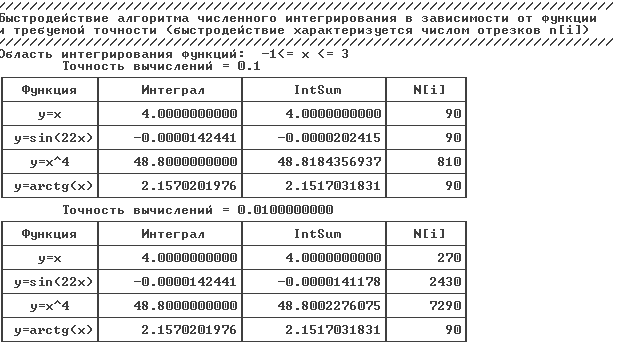 ////////////////////////////////////////////////////////////////////////////
Быстродействие алгоритма численного интегрирования в зависимости от функции
и требуемой точности (быстродействие характеризуется числом отрезков n[i])
////////////////////////////////////////////////////////////////////////////
Область интегрирования функций: -1<= x <= 3
Точность вычислений = 0.1
Функция Интеграл IntSum N[i]
y=x 4.0000000000 4.0000000000 90
y=sin(22x) -0.0000142441 -0.0000202415 90
y=x^4 48.8000000000 48.8184356937 810
y=arctg(x) 2.1570201976 2.1517031831 90
Точность вычислений = 0.0100000000
Функция Интеграл IntSum N[i]
y=x 4.0000000000 4.0000000000 270
y=sin(22x) -0.0000142441 -0.0000141178 2430
y=x^4 48.8000000000 48.8002276075 7290
y=arctg(x) 2.1570201976 2.1517031831 90